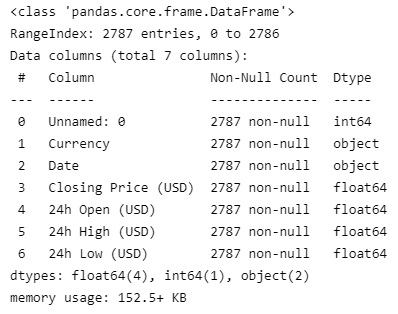 <class 'pandas.core.frame.DataFrame'>
RangeIndex: 2787 entries, 0 to 2786
Data columns (total 7 columns):
 #   Column               Non-Null Count  Dtype
---  ------               --------------  -----
 0   Unnamed: 0           2787 non-null   int64
 1   Currency             2787 non-null   object
 2   Date                 2787 non-null   object
 3   Closing Price (USD)  2787 non-null   float64
 4   24h Open (USD)       2787 non-null   float64
 5   24h High (USD)       2787 non-null   float64
 6   24h Low (USD)        2787 non-null   float64
dtypes: float64(4), int64(1), object(2)
memory usage: 152.5+ KB